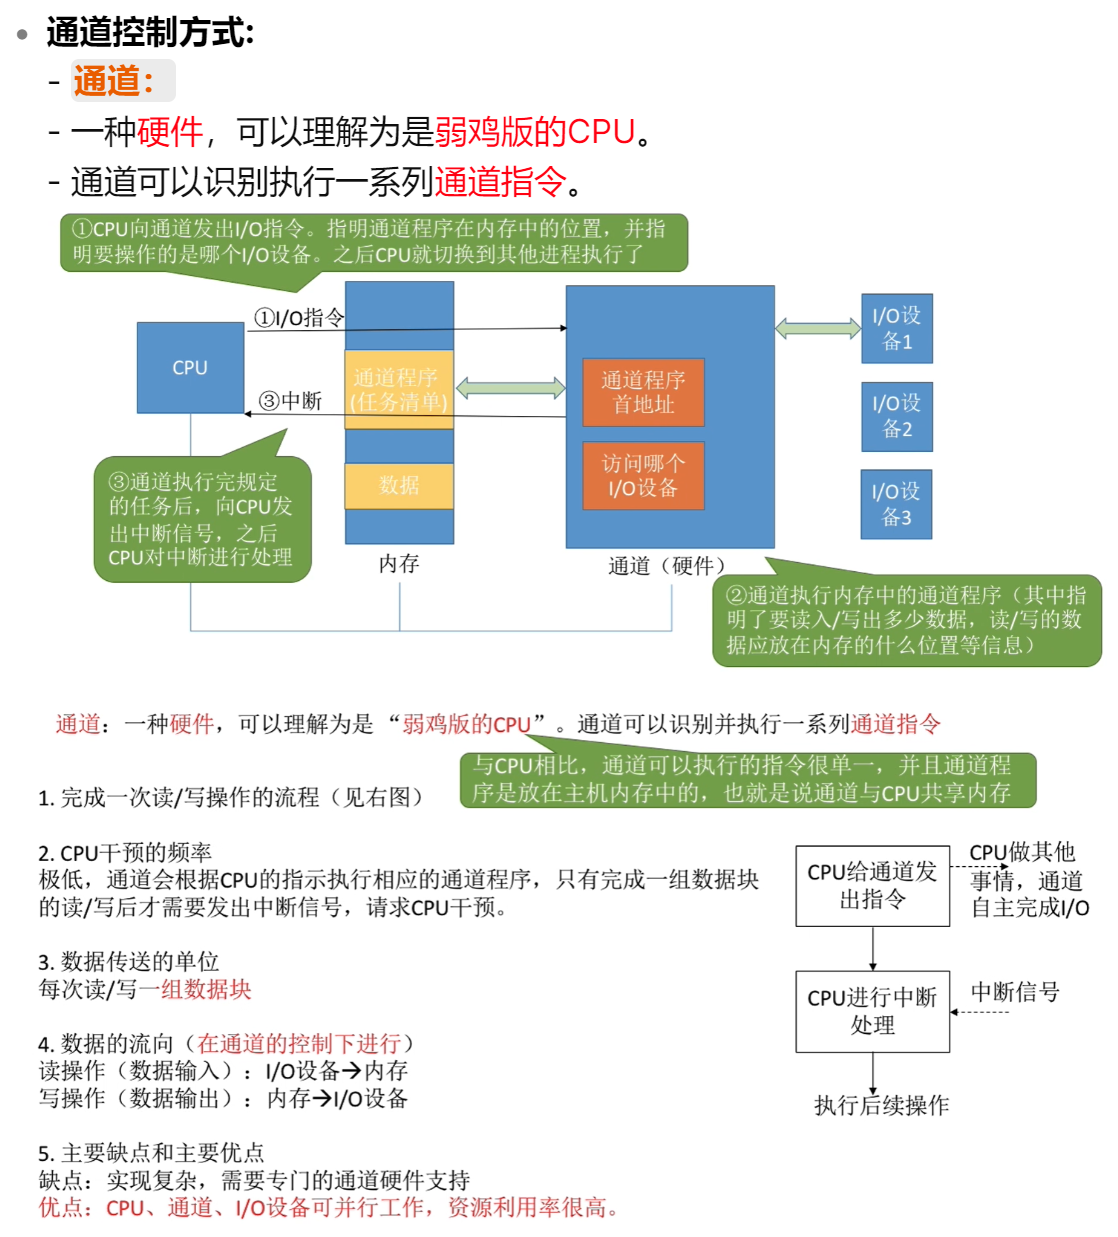 • 通道控制方式:
- 通道：
- 一种硬件，可以理解为是弱鸡版的CPU。
- 通道可以识别执行一系列通道指令。
①CPU向通道发出I/O指令。指明通道程序在内存中的位置，并指
明要操作的是哪个I/O设备。之后CPU就切换到其他进程执行了
①I/O指令
CPU
通道程序
(任务清单)
③中断
数据
内存
通道程序
首地址
访问哪个
I/O设备
通道（硬件）
I/O设
备1
I/O设
备2
I/O设
备3
③通道执行完规定
的任务后，向CPU发
出中断信号，之后
CPU对中断进行处理
②通道执行内存中的通道程序（其中指
明了要读入/写出多少数据，读/写的数
据应放在内存的什么位置等信息）
通道：一种硬件，可以理解为是 “弱鸡版的CPU”。通道可以识别并执行一系列通道指令
与CPU相比，通道可以执行的指令很单一，并且通道程
序是放在主机内存中的，也就是说通道与CPU共享内存
1. 完成一次读/写操作的流程（见右图）
2. CPU干预的频率
极低，通道会根据CPU的指示执行相应的通道程序，只有完成一组数据块
的读/写后才需要发出中断信号，请求CPU干预。
3. 数据传送的单位
每次读/写一组数据块
4. 数据的流向（在通道的控制下进行）
读操作（数据输入）：I/O设备→内存
写操作（数据输出）：内存→I/O设备
5. 主要缺点和主要优点
缺点：实现复杂，需要专门的通道硬件支持
优点：CPU、通道、I/O设备可并行工作，资源利用率很高。
CPU给通道发
出指令
CPU做其他
事情，通道
自主完成I/O
CPU进行中断
处理
中断信号
执行后续操作